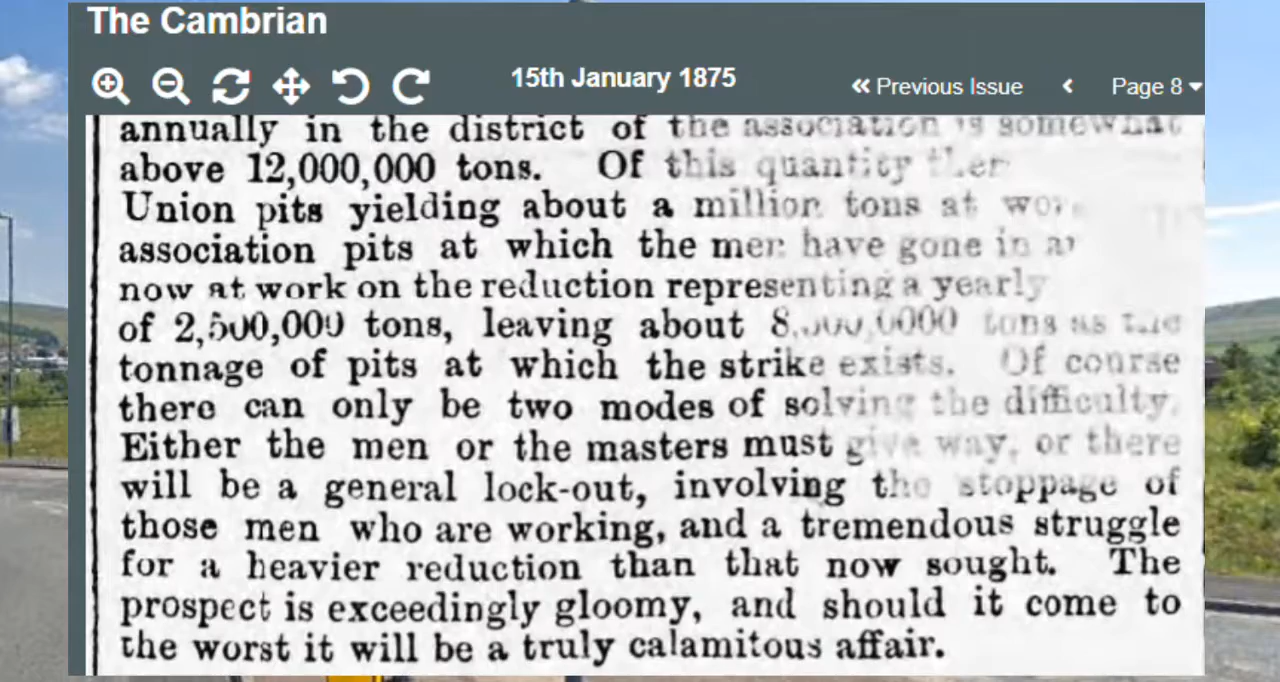 The Cambrian
15th January 1875
Previous Issue
Page 8
annually in the district of the association is somewhat
above 12,000,000 tons. Of this quantity
Union pits yielding about a million tons at
association pits at which the men have gone in
now at work on the reduction representing a yearly
of 2,500,000 tons, leaving about tons as the
tonnage of pits at which the strike exists. Of course
there can only be two modes of solving the difficulty.
Either the men or the masters must give way, or there
will be a general lock-out, involving the stoppage of
those men who are working, and a tremendous struggle
for a heavier reduction than that now sought. The
prospect is exceedingly gloomy, and should it come to
the worst it will be a truly calamitous affair.